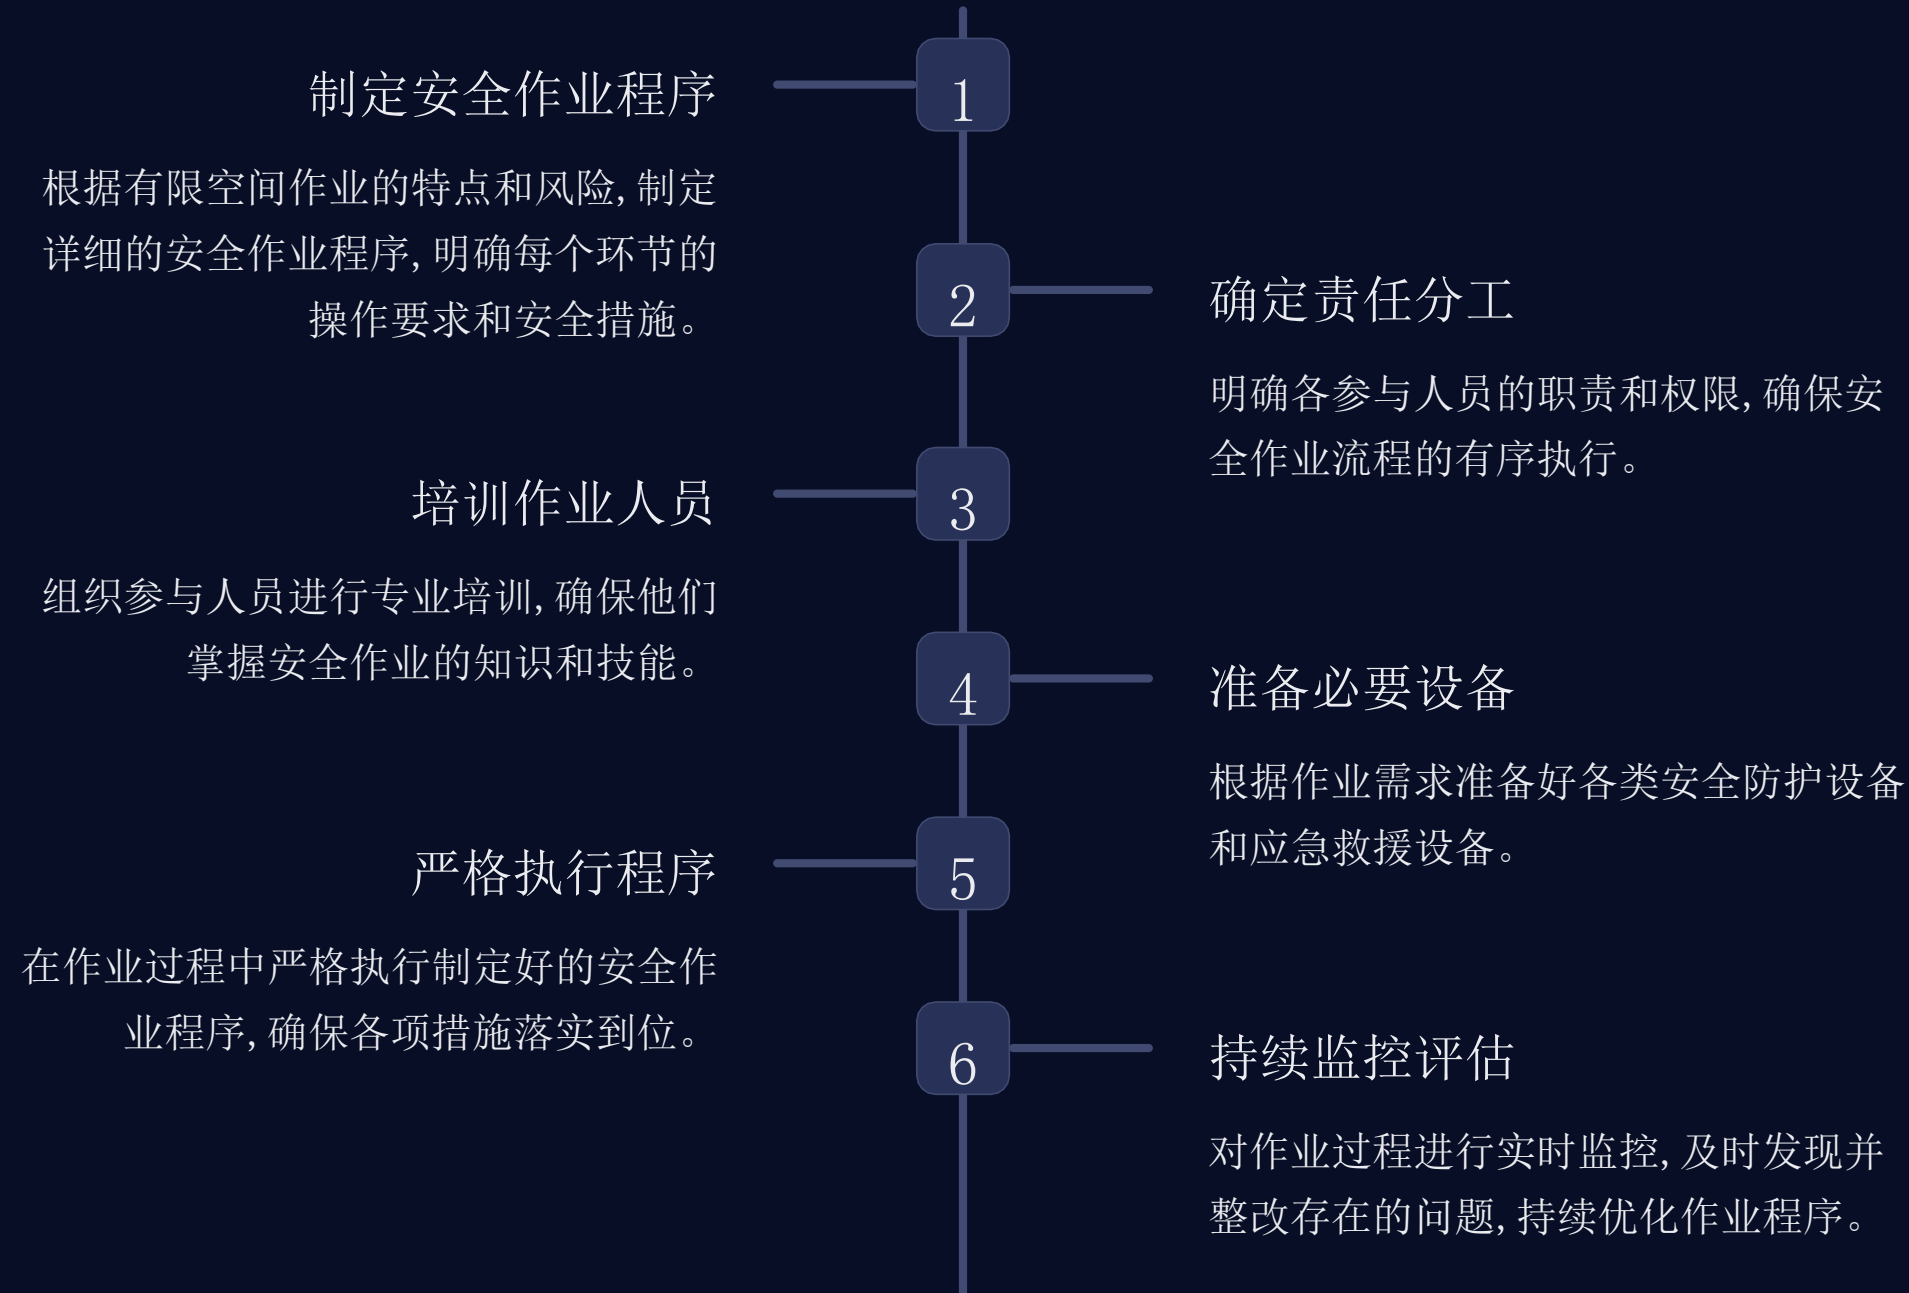 1
制定安全作业程序
根据有限空间作业的特点和风险,制定
详细的安全作业程序,明确每个环节的
操作要求和安全措施。
2
确定责任分工
明确各参与人员的职责和权限,确保安
全作业流程的有序执行。
3
培训作业人员
组织参与人员进行专业培训,确保他们
掌握安全作业的知识和技能。
4
准备必要设备
根据作业需求准备好各类安全防护设备
和应急救援设备。
5
严格执行程序
在作业过程中严格执行制定好的安全作
业程序,确保各项措施落实到位。
6
持续监控评估
对作业过程进行实时监控,及时发现并
整改存在的问题,持续优化作业程序。